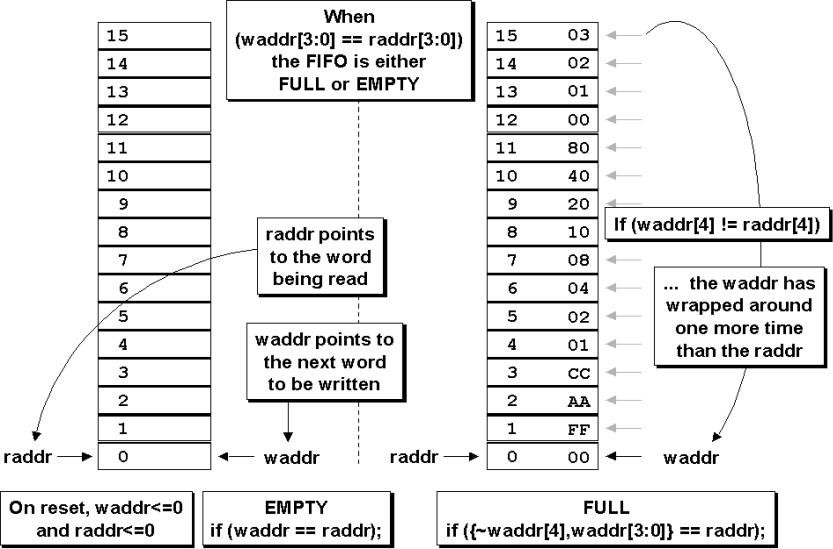 When
(waddr[3:0] == raddr[3:0])
the FIFO is either
FULL or EMPTY
15
14
13
12
11
10
9
8
7
6
5
4
3
2
1
0
raddr points
to the word
being read
waddr points to
the next word
to be written
raddr
waddr
15 03
14 02
13 01
12 00
11 80
10 40
9 20
8 10
7 08
6 04
5 02
4 01
3 CC
2 AA
1 FF
0 00
If (waddr[4] != raddr[4])
... the waddr has
wrapped around
one more time
than the raddr
raddr
waddr
On reset, waddr<=0
and raddr<=0
EMPTY
if (waddr == raddr);
FULL
if ({~waddr[4],waddr[3:0]} == raddr);